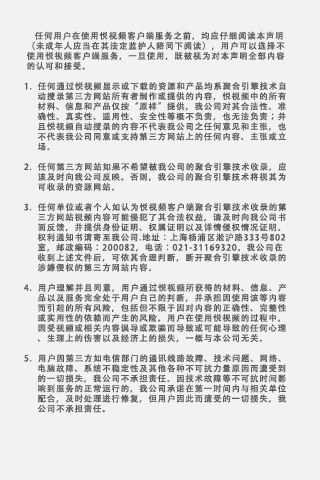 任何用户在使用悦视频客户端服务之前，均应仔细阅读本声明
（未成年人应当在其法定监护人陪同下阅读），用户可以选择不
使用悦视频客户端服务，一旦使用，既被视为对本声明全部内容
的认可和接受。
1. 任何通过悦视频显示或下载的资源和产品均系聚合引擎技术自
动搜录第三方网站所有者制作或提供的内容，悦视频中的所有
材料、信息和产品仅按“原样”提供，我公司对其合法性、准
确性、真实性、适用性、安全性等概不负责，也无法负责；并
且悦视频自动搜录的内容不代表我公司之任何意见和主张，也
不代表我公司同意或支持第三方网站上的任何内容、主张或立
场。
2. 任何第三方网站如果不希望被我公司的聚合引擎技术收录，应
该及时向我公司反映。否则，我公司的聚合引擎技术将视其为
可收录的资源网站。
3. 任何单位或者个人如认为悦视频客户端聚合引擎技术收录的第
三方网站视频内容可能侵犯了其合法权益，请及时向我公司书
面反馈，并提供身份证明、权属证明以及详情侵权情况证明。
权利通知书请寄至我公司.地址：上海杨浦区淞沪路333号802
室，邮政编码：200082，电话：021-31169320。我公司在
收到上述文件后，可依其合理判断，断开聚合引擎技术收录的
涉嫌侵权的第三方网站内容。
4. 用户理解并且同意，用户通过悦视频所获得的材料、信息、产
品以及服务完全处于用户自己的判断，并承担因使用该等内容
而引起的所有风险，包括但不限于因对内容的正确性、完整性
或实用性的依赖而产生的风险。用户在使用悦视频的过程中，
因受视频或相关内容误导或欺骗而导致或可能导致的任何心理
、生理上的伤害以及经济上的损失，一概与本公司无关。
5. 用户因第三方如电信部门的通讯线路故障、技术问题、网络、
电脑故障、系统不稳定性及其他各种不可抗力量原因而遭受到
的一切损失，我公司不承担责任。因技术故障等不可抗时间影
响到服务的正常运行的，我公司承诺在第一时间内与相关单位
配合，及时处理进行修复，但用户因此而遭受的一切损失，我
公司不承担责任。